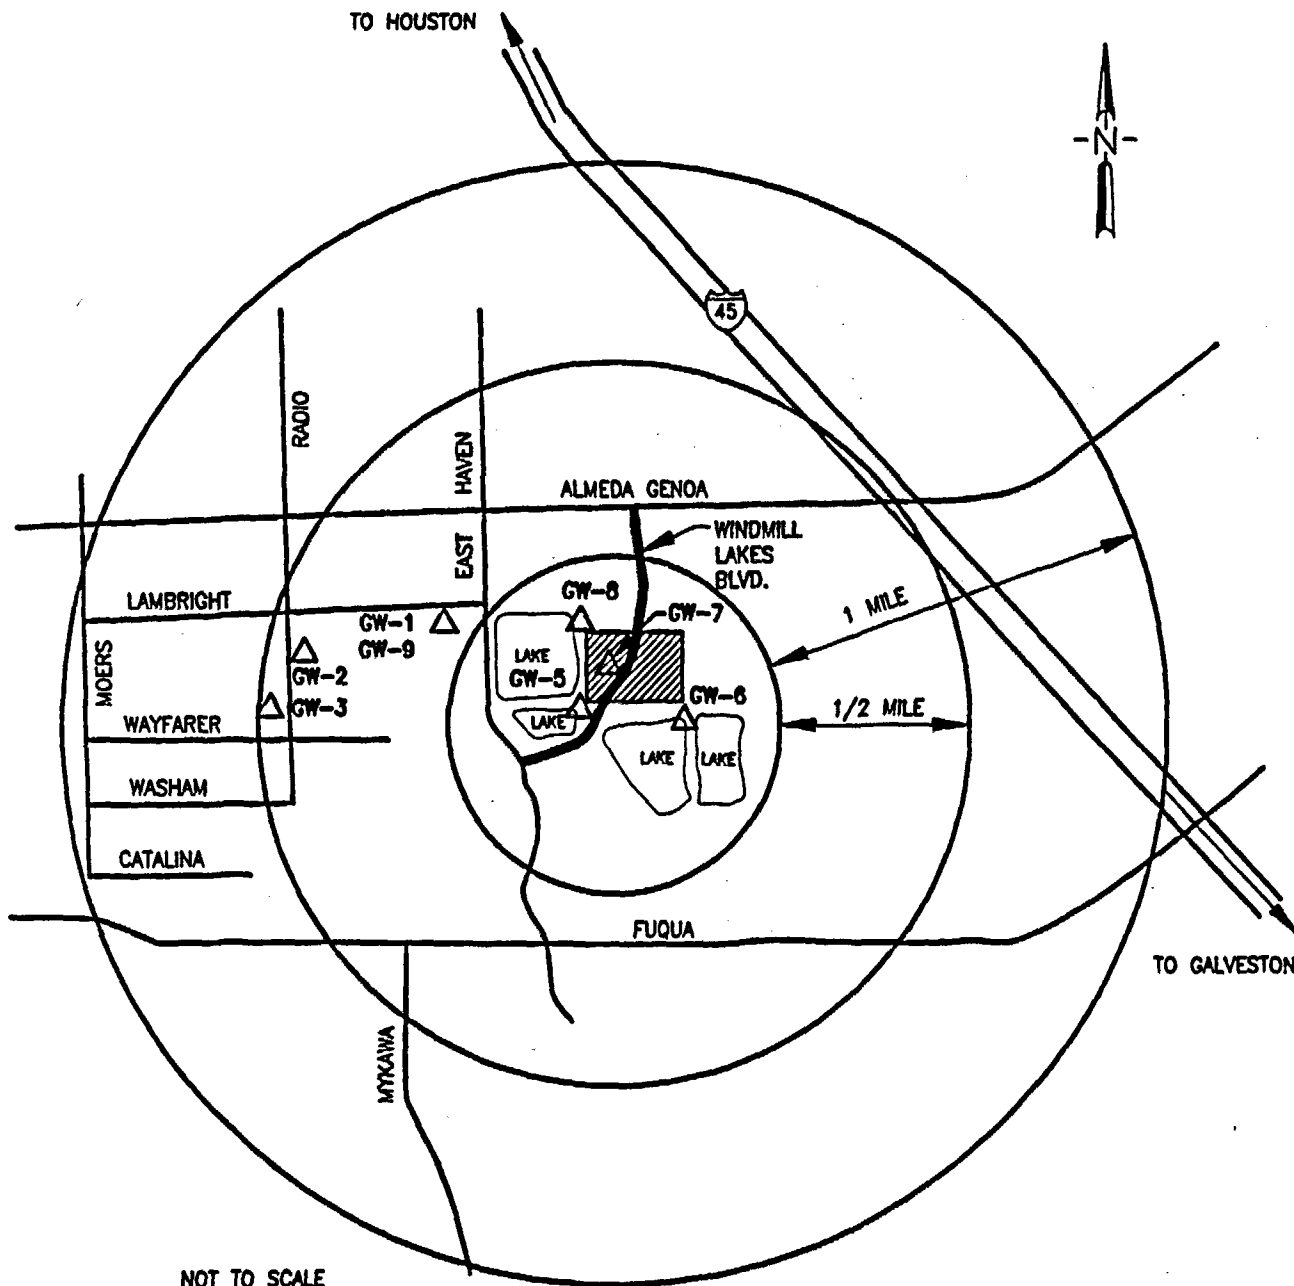 TO HOUSTON
N
45
RADIO
EAST HAVEN
ALMEDA GENOA
WINDMILL
LAKES
BLVD.
LAMBRIGHT
GW-8
GW-7
GW-1
GW-9
1 MILE
MOERS
LAKE
GW-5
GW-2
GW-3
GW-6
WAYFARER
LAKE
1/2 MILE
LAKE
LAKE
WASHAM
CATALINA
FUQUA
TO GALVESTON
MYKAWA
NOT TO SCALE